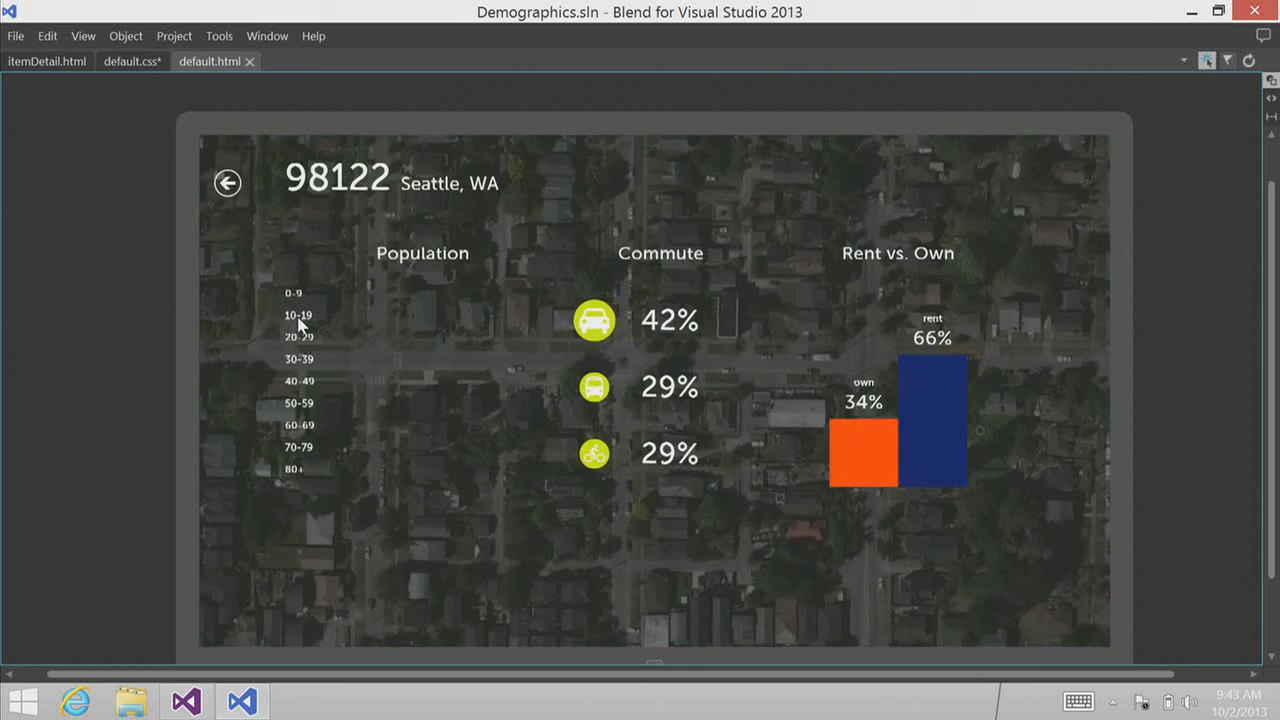 Demographics.sln - Blend for Visual Studio 2013
File Edit View Object Project Tools Window Help
itemDetail.html default.css* default.html
98122 Seattle, WA
Population Commute Rent vs. Own
0-9
10-19
20-29
30-39
40-49
50-59
60-69
70-79
80+
42%
29%
29%
rent
66%
own
34%
9:43 AM
10/2/2013